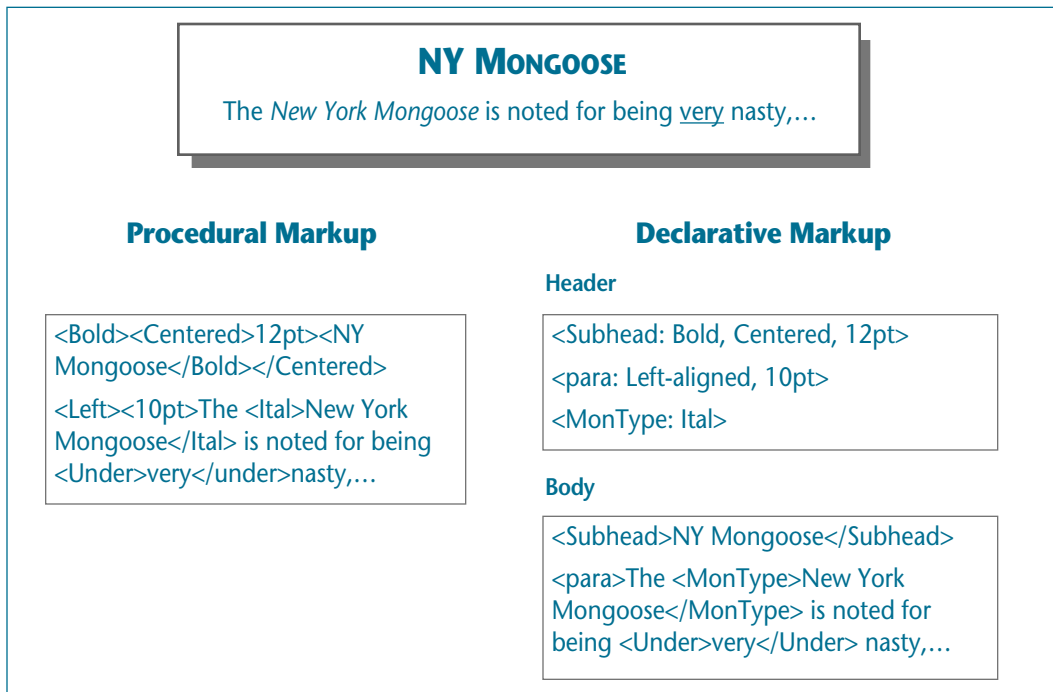 NY MONGOOSE
The New York Mongoose is noted for being very nasty,…
Procedural Markup
<Bold><Centered>12pt><NY
Mongoose</Bold></Centered>
<Left><10pt>The <Ital>New York
Mongoose</Ital> is noted for being
<Under>very</under>nasty,…
Declarative Markup
Header
<Subhead: Bold, Centered, 12pt>
<para: Left-aligned, 10pt>
<MonType: Ital>
Body
<Subhead>NY Mongoose</Subhead>
<para>The <MonType>New York
Mongoose</MonType> is noted for
being <Under>very</Under> nasty,…